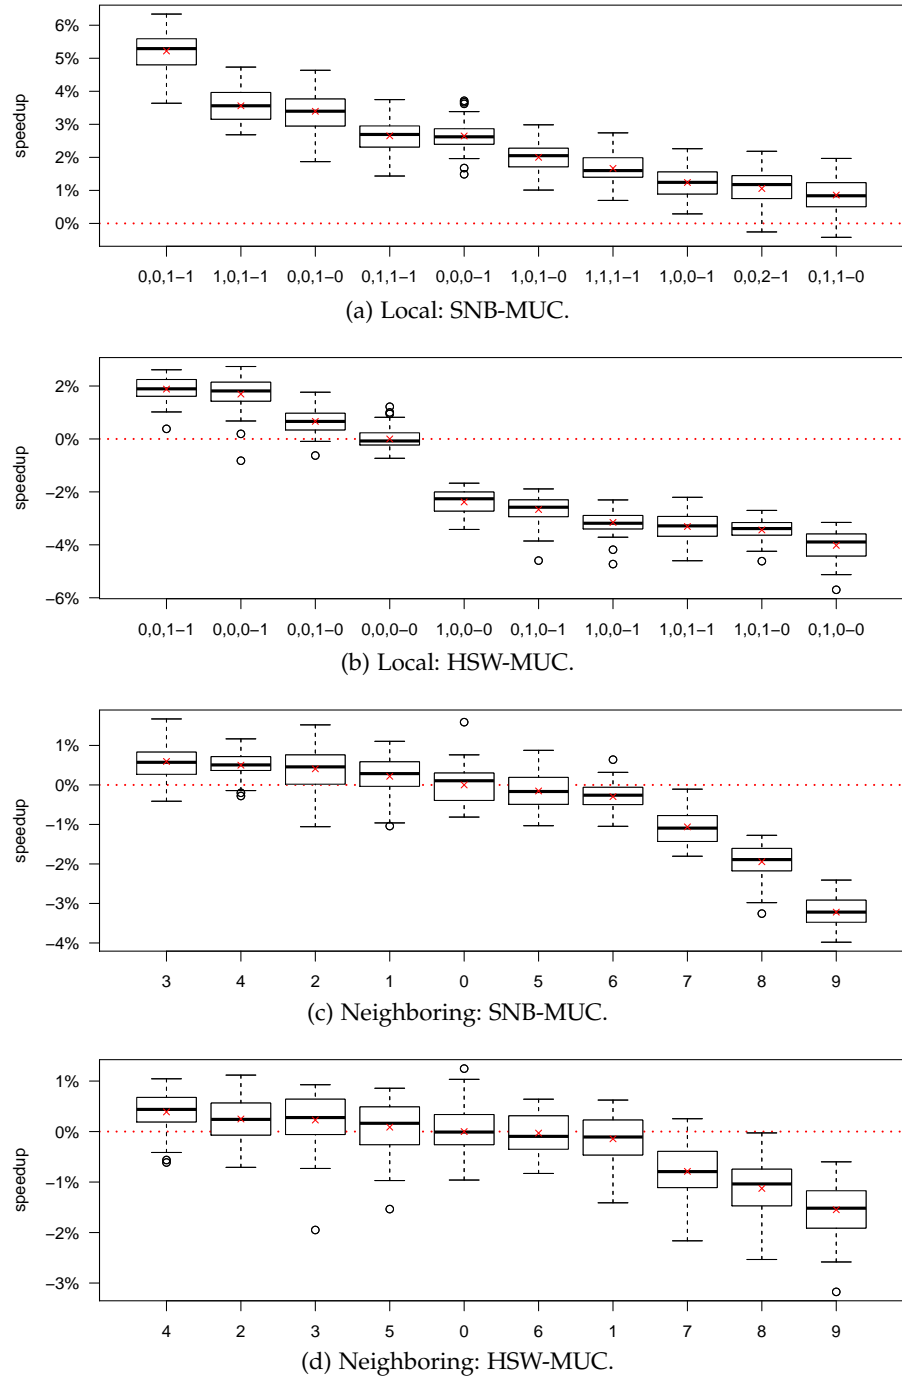 6%
5%
4%
3%
2%
1%
0%
speedup
0,0,1−1 1,0,1−1 0,0,1−0 0,1,1−1 0,0,0−1 1,0,1−0 1,1,1−1 1,0,0−1 0,0,2−1 0,1,1−0
(a) Local: SNB-MUC.
2%
0%
−2%
−4%
−6%
speedup
0,0,1−1 0,0,0−1 0,0,1−0 0,0,0−0 1,0,0−0 0,1,0−1 1,0,0−1 1,0,1−1 1,0,1−0 0,1,0−0
(b) Local: HSW-MUC.
1%
0%
−1%
−2%
−3%
−4%
speedup
3 4 2 1 0 5 6 7 8 9
(c) Neighboring: SNB-MUC.
1%
0%
−1%
−2%
−3%
speedup
4 2 3 5 0 6 1 7 8 9
(d) Neighboring: HSW-MUC.